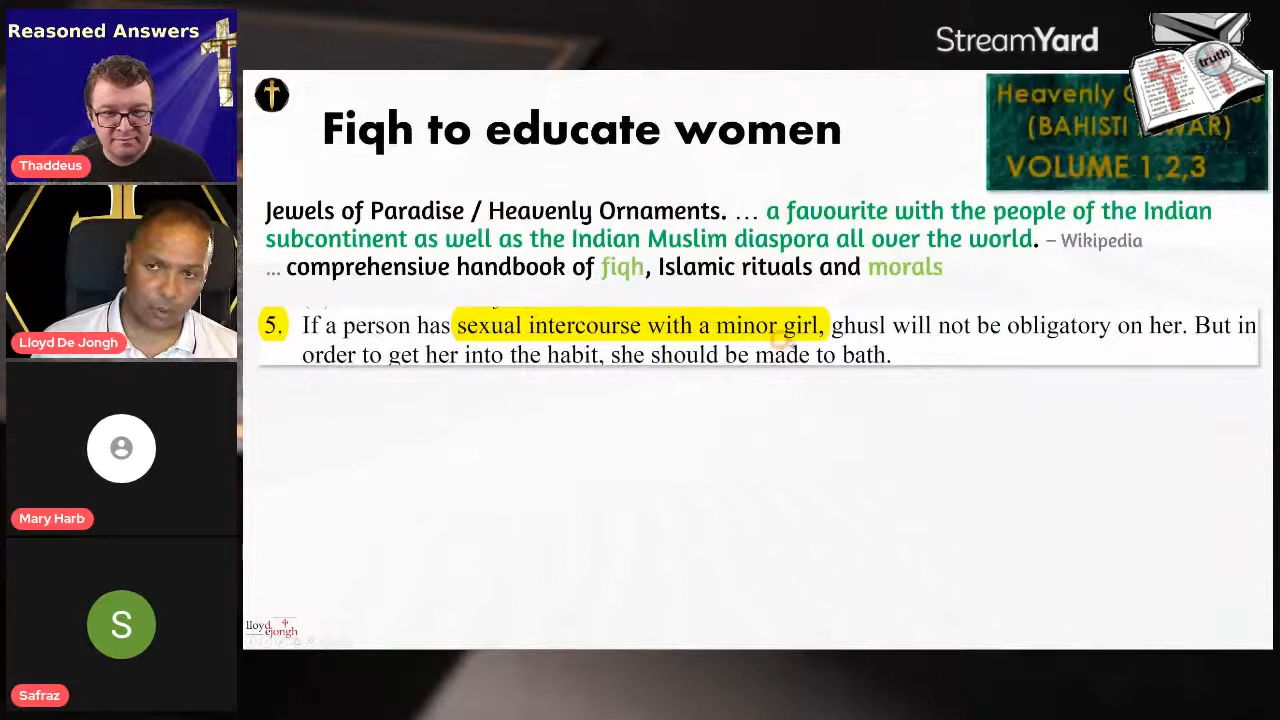 Reasoned Answers
Thaddeus
Lloyd De Jongh
Mary Harb
S
Safraz
StreamYard
truth
Heavenly
(BAHISTI
VOLUME 1,2,3
Fiqh to educate women
Jewels of Paradise / Heavenly Ornaments. … a favourite with the people of the Indian
subcontinent as well as the Indian Muslim diaspora all over the world. – Wikipedia
... comprehensive handbook of fiqh, Islamic rituals and morals
5. If a person has sexual intercourse with a minor girl, ghusl will not be obligatory on her. But in
order to get her into the habit, she should be made to bath.
lloyd
ejongh